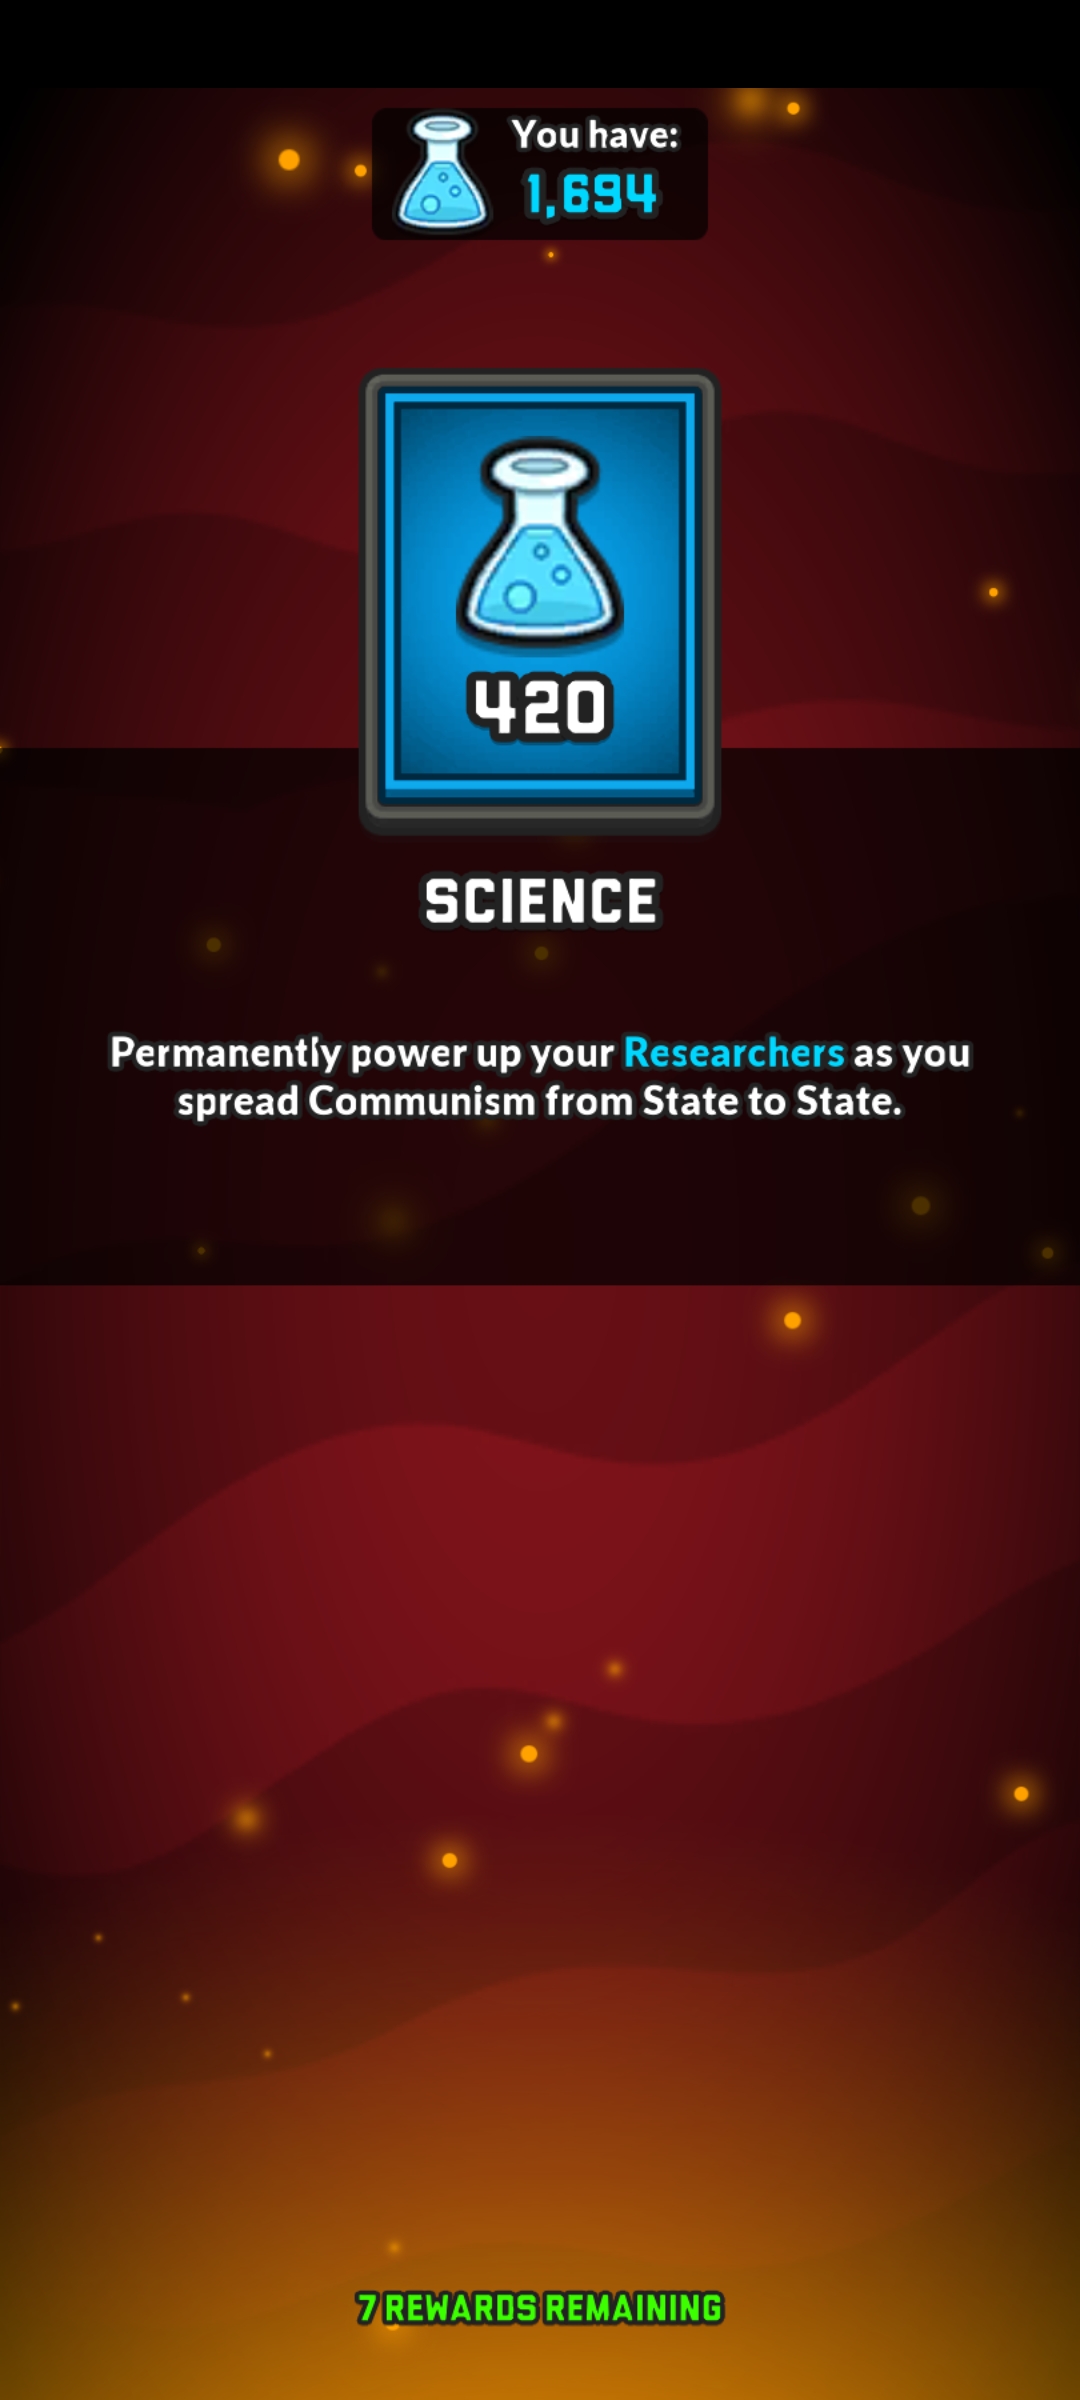 You have:
1,694
420
SCIENCE
Permanently power up your Researchers as you
spread Communism from State to State.
7 REWARDS REMAINING